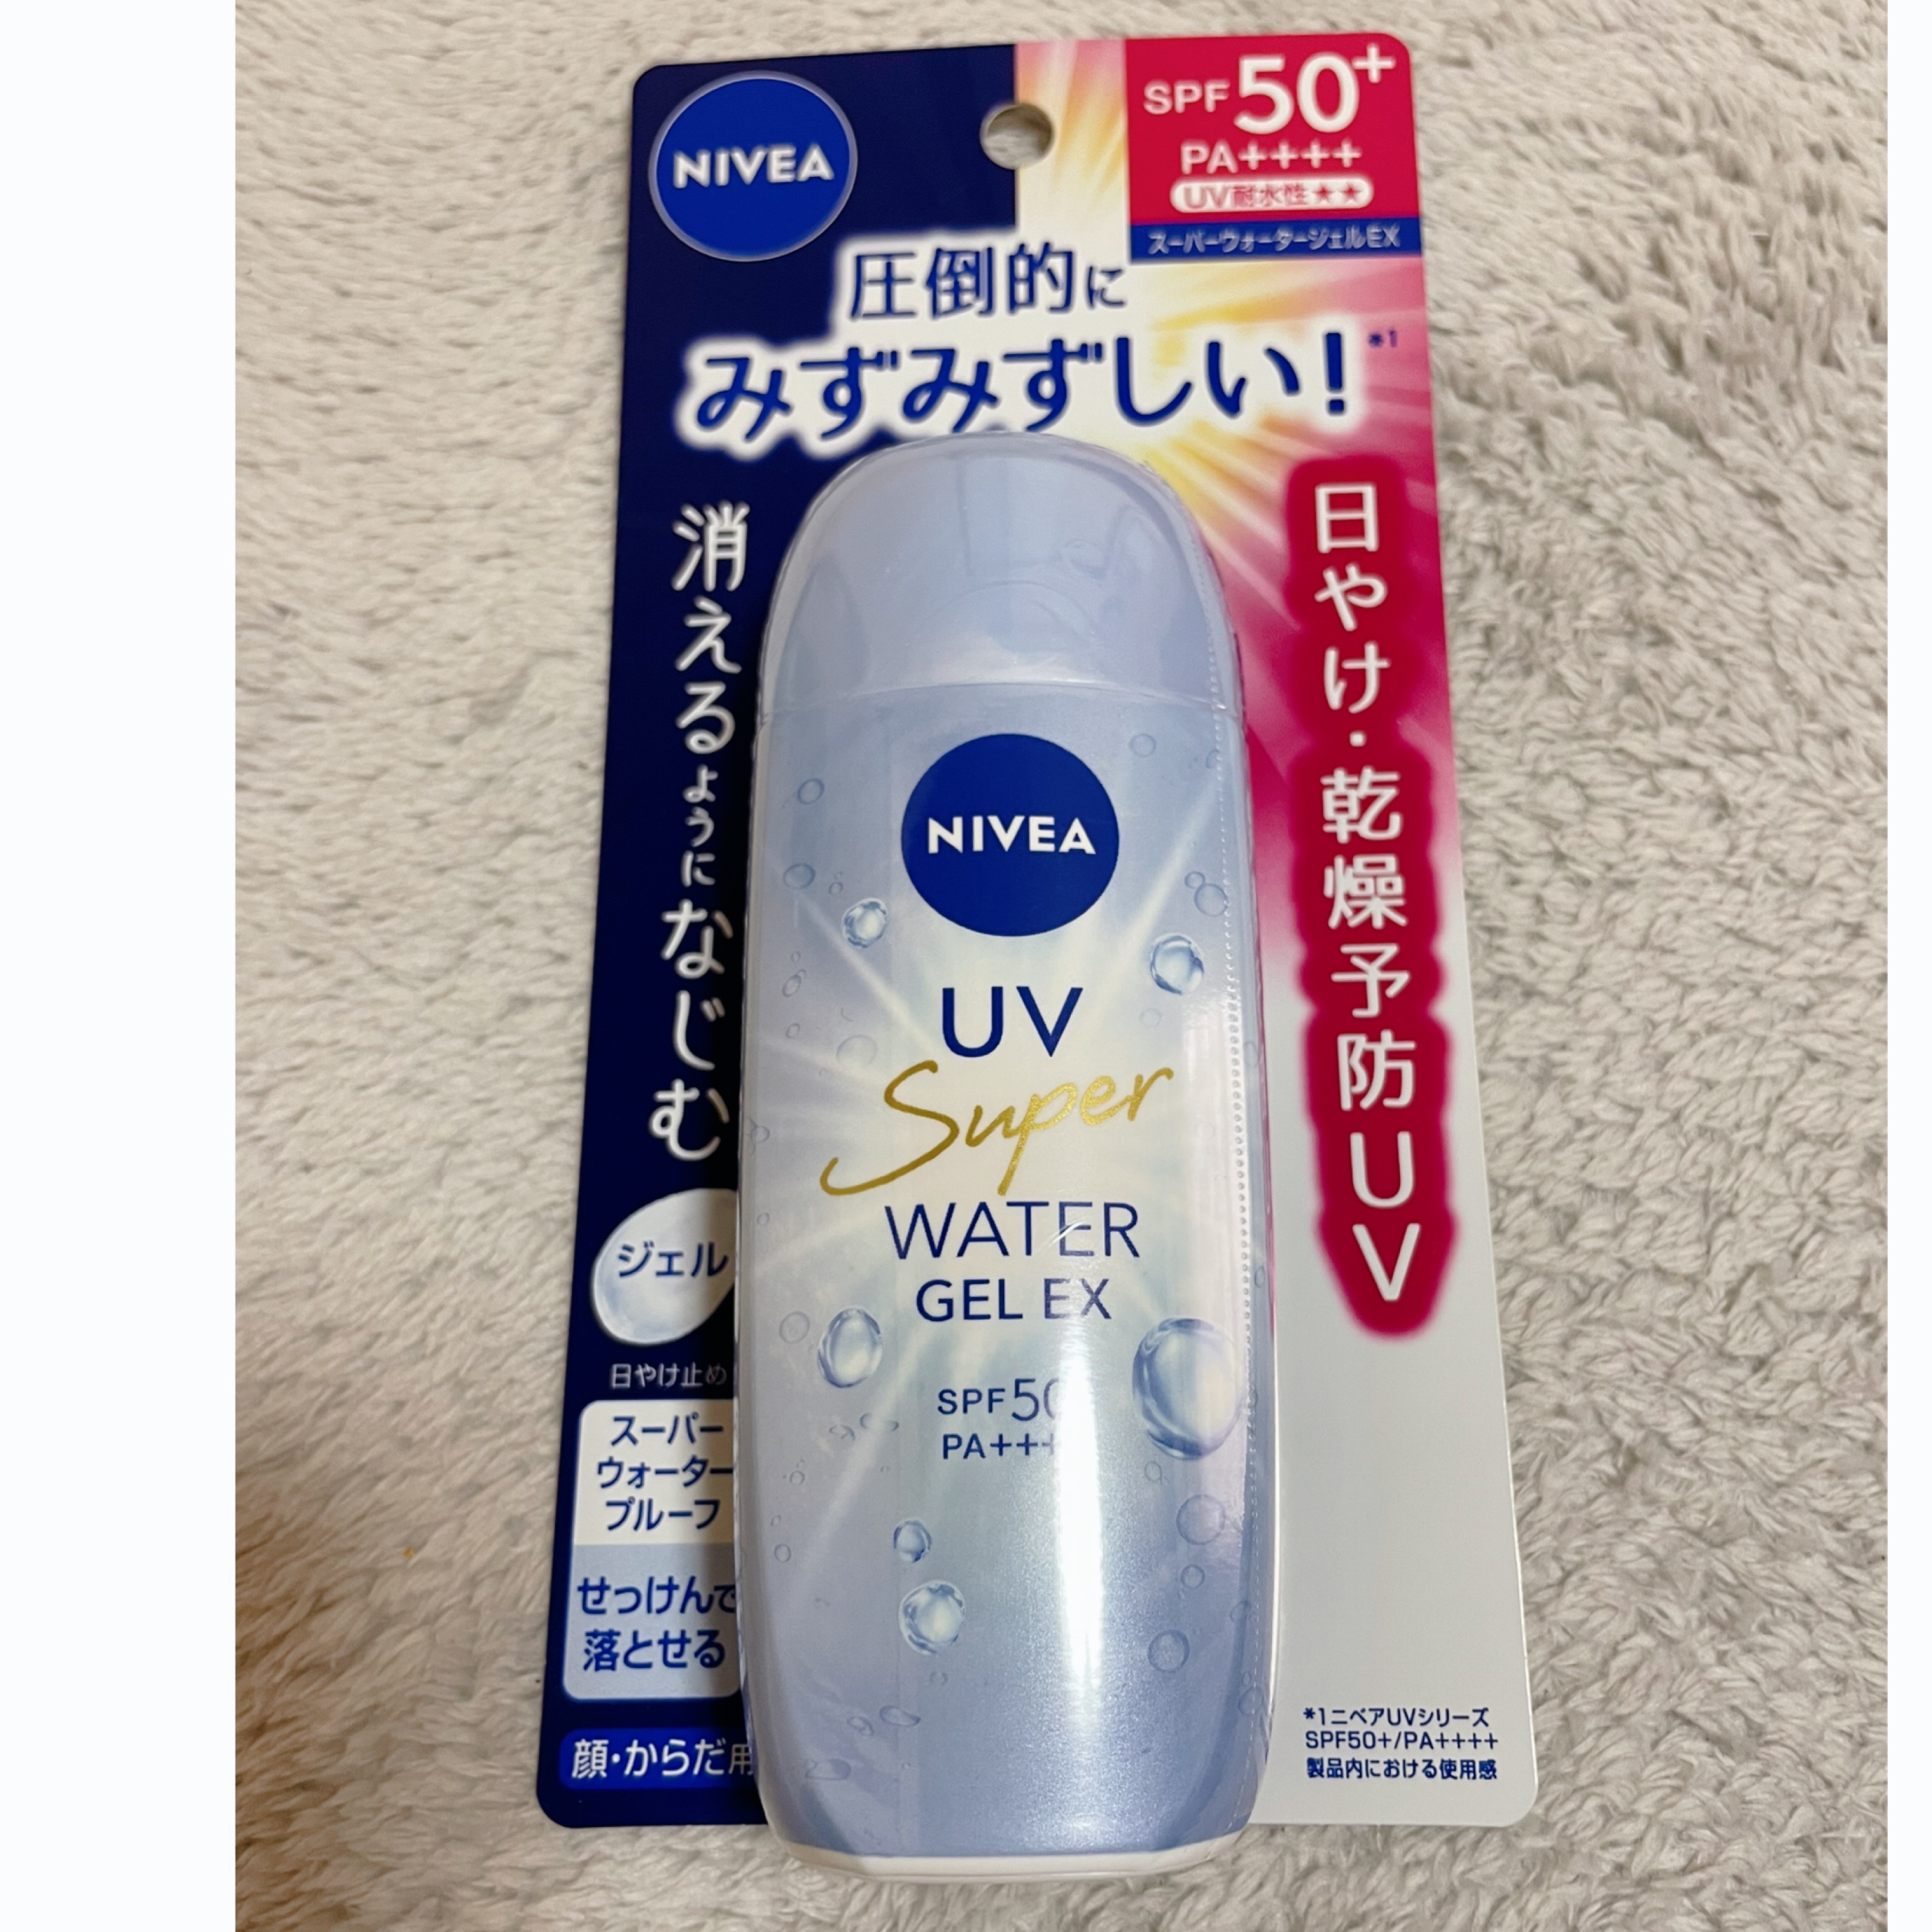 NIVEA
SPF 50+
PA++++
UV耐水性★★
スーパーウォータージェルEX
圧倒的に
みずみずしい!*1
消えるようになじむ
日やけ・乾燥予防UV
NIVEA
UV
Super
WATER
GEL EX
SPF50
PA+++
ジェル
日やけ止め
スーパー
ウォーター
プルーフ
せっけんで
落とせる
顔・からだ用
*1ニベアUVシリーズ
SPF50+/PA++++
製品内における使用感